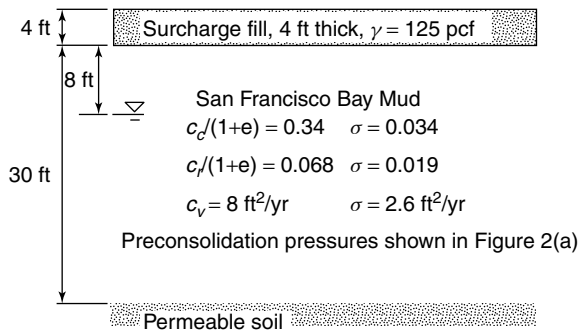 4 ft
Surcharge fill, 4 ft thick, γ = 125 pcf
8 ft
San Francisco Bay Mud
c_c/(1+e) = 0.34 σ = 0.034
c_r/(1+e) = 0.068 σ = 0.019
30 ft
c_v = 8 ft²/yr σ = 2.6 ft²/yr
Preconsolidation pressures shown in Figure 2(a)
Permeable soil